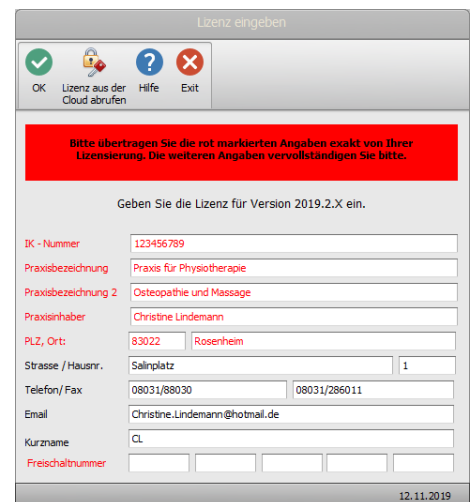 Lizenz eingeben
OK Lizenz aus der Cloud abrufen Hilfe Exit
Bitte übertragen Sie die rot markierten Angaben exakt von Ihrer
Lizensierung. Die weiteren Angaben vervollständigen Sie bitte.
Geben Sie die Lizenz für Version 2019.2.X ein.
IK - Nummer 123456789
Praxisbezeichnung Praxis für Physiotherapie
Praxisbezeichnung 2 Osteopathie und Massage
Praxisinhaber Christine Lindemann
PLZ, Ort: 83022 Rosenheim
Strasse / Hausnr. Salinplatz 1
Telefon/ Fax 08031/88030 08031/286011
Email Christine.Lindemann@hotmail.de
Kurzname CL
Freischaltnummer
12.11.2019